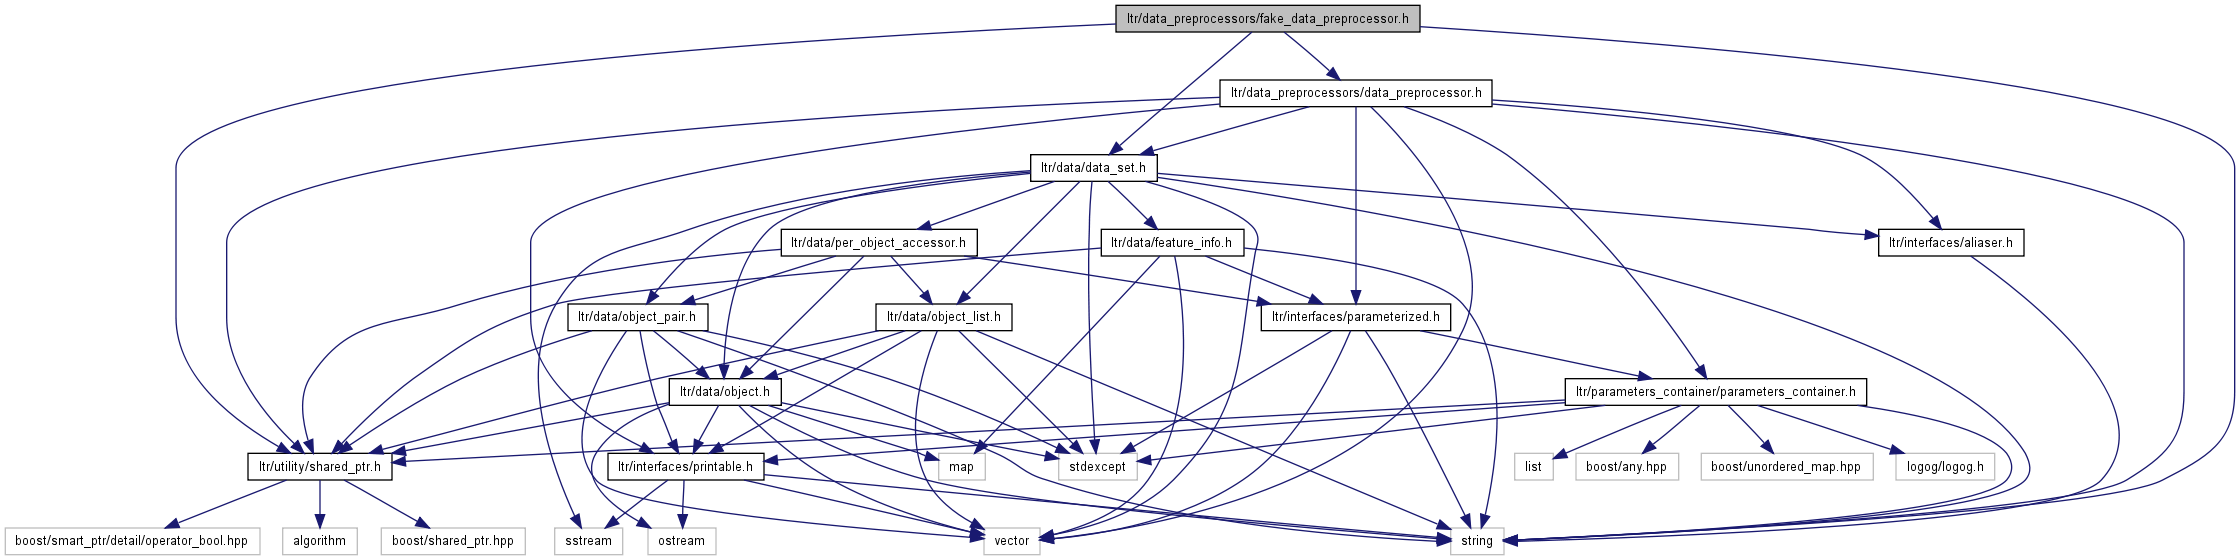 ltr/data_preprocessors/fake_data_preprocessor.h
ltr/data_preprocessors/data_preprocessor.h
ltr/data/data_set.h
ltr/data/per_object_accessor.h
ltr/data/feature_info.h
ltr/interfaces/aliaser.h
ltr/data/object_pair.h
ltr/data/object_list.h
ltr/interfaces/parameterized.h
ltr/data/object.h
ltr/parameters_container/parameters_container.h
ltr/utility/shared_ptr.h
ltr/interfaces/printable.h
map
stdexcept
list
boost/any.hpp
boost/unordered_map.hpp
logog/logog.h
boost/smart_ptr/detail/operator_bool.hpp
algorithm
boost/shared_ptr.hpp
sstream
ostream
vector
string